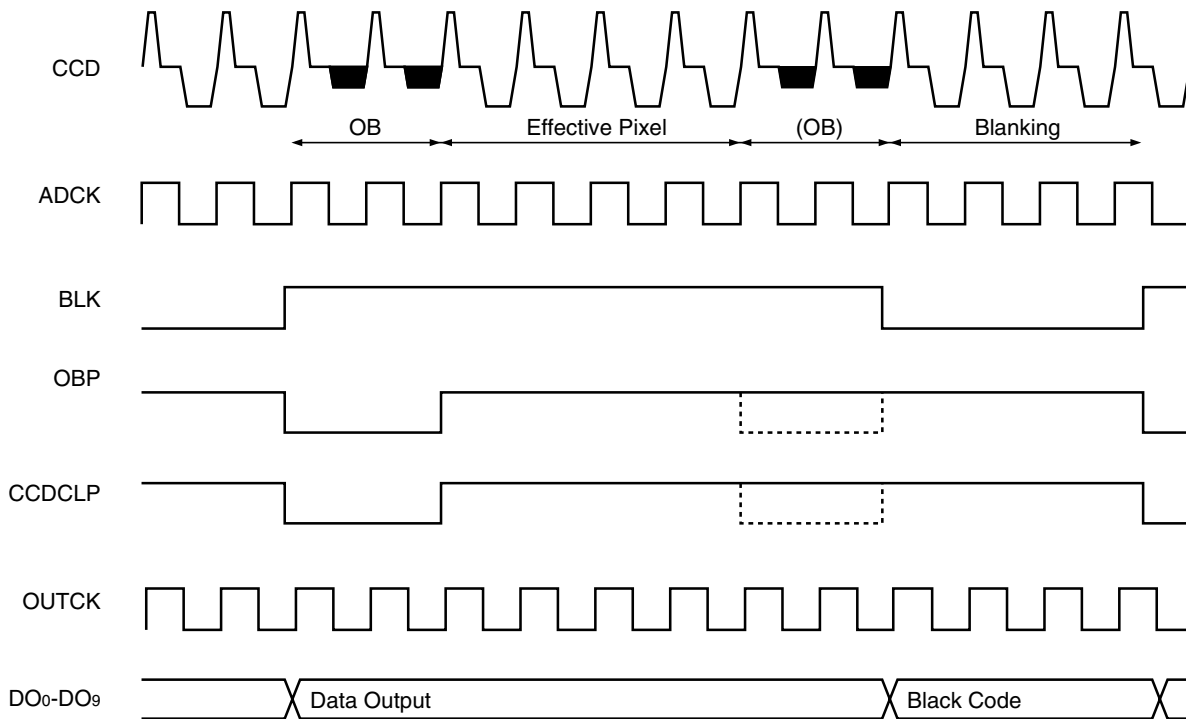 CCD
OB Effective Pixel (OB) Blanking
ADCK
BLK
OBP
CCDCLP
OUTCK
DO0-DO9 Data Output Black Code